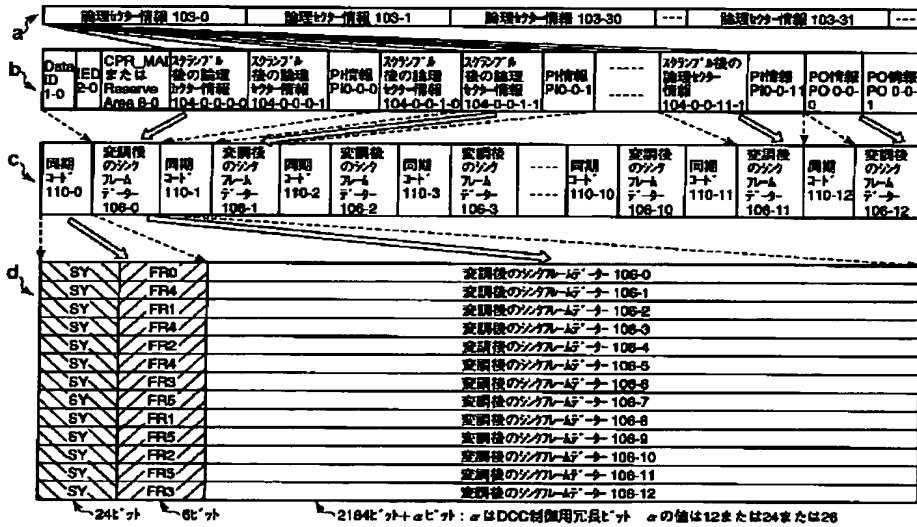 a
論理セクター情報 103-0
論理セクター情報 103-1
論理セクター情報 103-30
論理セクター情報 103-31
b
Data ID 1-0
IED 2-0
CPR_MAI または Reserve Area 8-0
スクランブル後の論理セクター情報 104-0-0-0-0
スクランブル後の論理セクター情報 104-0-0-0-1
PI情報 PI0-0-0
スクランブル後の論理セクター情報 104-0-0-1-0
スクランブル後の論理セクター情報 104-0-0-1-1
PI情報 PI0-0-1
スクランブル後の論理セクター情報 104-0-0-11-1
PI情報 PI0-0-11
PO情報 PO 0-0-0
PO情報 PO 0-0-1
c
同期コード 110-0
変調後のシンクフレームデーター 106-0
同期コード 110-1
変調後のシンクフレームデーター 106-1
同期コード 110-2
変調後のシンクフレームデーター 106-2
同期コード 110-3
変調後のシンクフレームデーター 106-3
同期コード 110-10
変調後のシンクフレームデーター 106-10
同期コード 110-11
変調後のシンクフレームデーター 106-11
同期コード 110-12
変調後のシンクフレームデーター 106-12
d
SY FR0 変調後のシンクフレームデーター 106-0
SY FR4 変調後のシンクフレームデーター 106-1
SY FR1 変調後のシンクフレームデーター 106-2
SY FR4 変調後のシンクフレームデーター 106-3
SY FR2 変調後のシンクフレームデーター 106-4
SY FR4 変調後のシンクフレームデーター 106-5
SY FR3 変調後のシンクフレームデーター 106-6
SY FR5 変調後のシンクフレームデーター 106-7
SY FR1 変調後のシンクフレームデーター 106-8
SY FR5 変調後のシンクフレームデーター 106-9
SY FR2 変調後のシンクフレームデーター 106-10
SY FR5 変調後のシンクフレームデーター 106-11
SY FR3 変調後のシンクフレームデーター 106-12
24ビット 6ビット 2184ビット+αビット：αはDCC制御用冗長ビット αの値は12または24または26